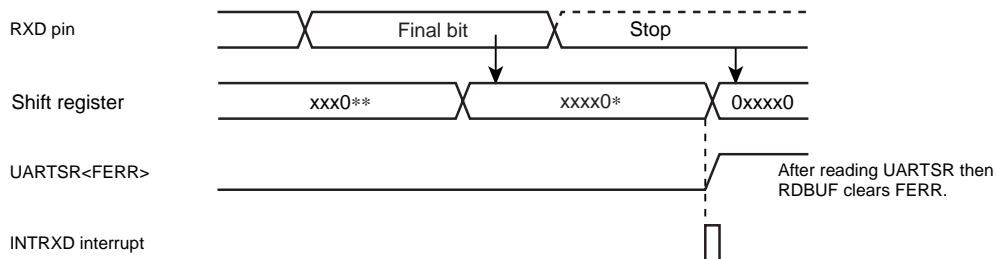 RXD pin
Final bit
Stop
Shift register
xxx0**
xxxx0*
0xxxx0
UARTSR<FERR>
After reading UARTSR then
RDBUF clears FERR.
INTRXD interrupt